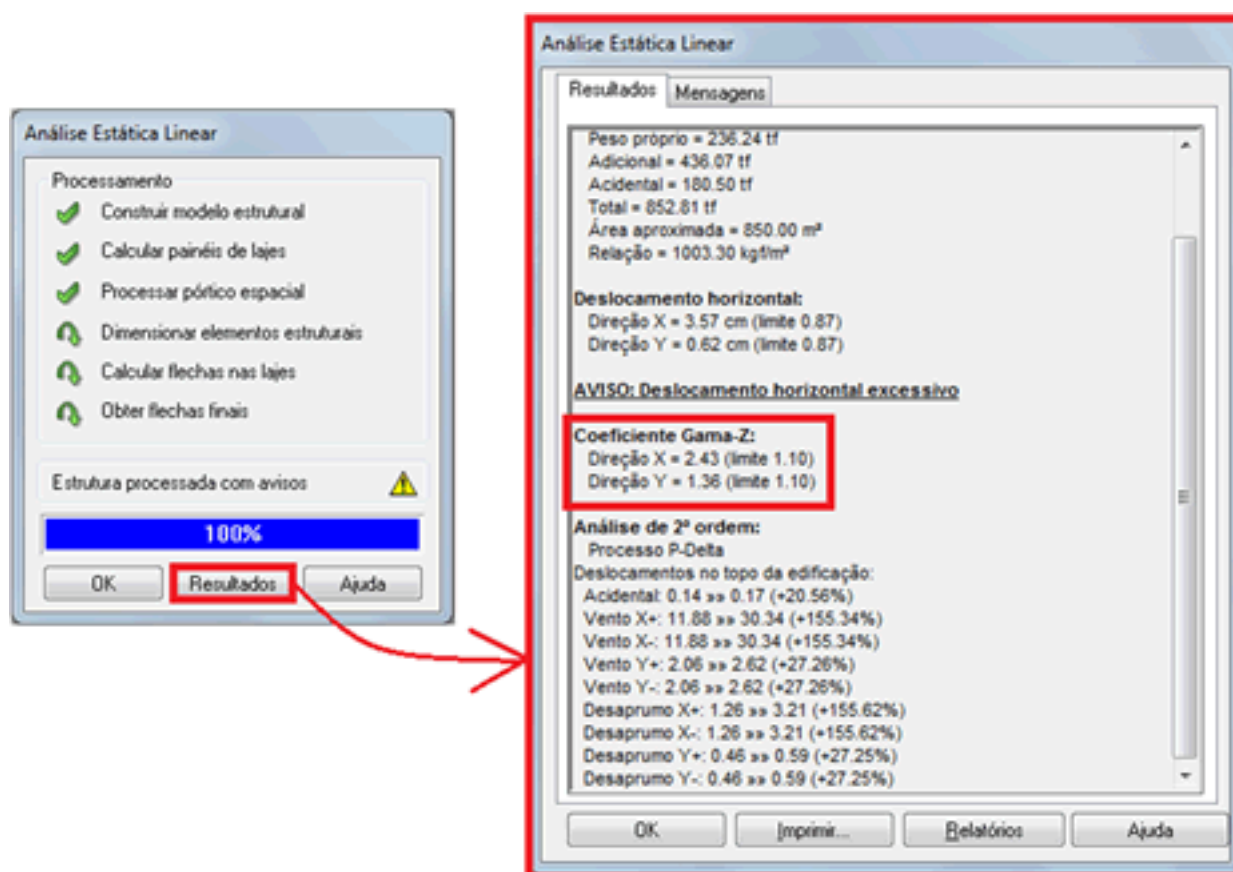 Análise Estática Linear
Processamento
Construir modelo estrutural
Calcular painéis de lajes
Processar pórtico espacial
Dimensionar elementos estruturais
Calcular flechas nas lajes
Obter flechas finais
Estrutura processada com avisos
100%
OK Resultados Ajuda
Análise Estática Linear
Resultados Mensagens
Peso próprio = 236.24 tf
Adicional = 436.07 tf
Acidental = 180.50 tf
Total = 852.81 tf
Área aproximada = 850.00 m²
Relação = 1003.30 kgf/m²
Deslocamento horizontal:
Direção X = 3.57 cm (limite 0.87)
Direção Y = 0.62 cm (limite 0.87)
AVISO: Deslocamento horizontal excessivo
Coeficiente Gama-Z:
Direção X = 2.43 (limite 1.10)
Direção Y = 1.36 (limite 1.10)
Análise de 2ª ordem:
Processo P-Delta
Deslocamentos no topo da edificação:
Acidental: 0.14 »» 0.17 (+20.56%)
Vento X+: 11.88 »» 30.34 (+155.34%)
Vento X-: 11.88 »» 30.34 (+155.34%)
Vento Y+: 2.06 »» 2.62 (+27.26%)
Vento Y-: 2.06 »» 2.62 (+27.26%)
Desaprumo X+: 1.26 »» 3.21 (+155.62%)
Desaprumo X-: 1.26 »» 3.21 (+155.62%)
Desaprumo Y+: 0.46 »» 0.59 (+27.25%)
Desaprumo Y-: 0.46 »» 0.59 (+27.25%)
OK Imprimir... Relatórios Ajuda